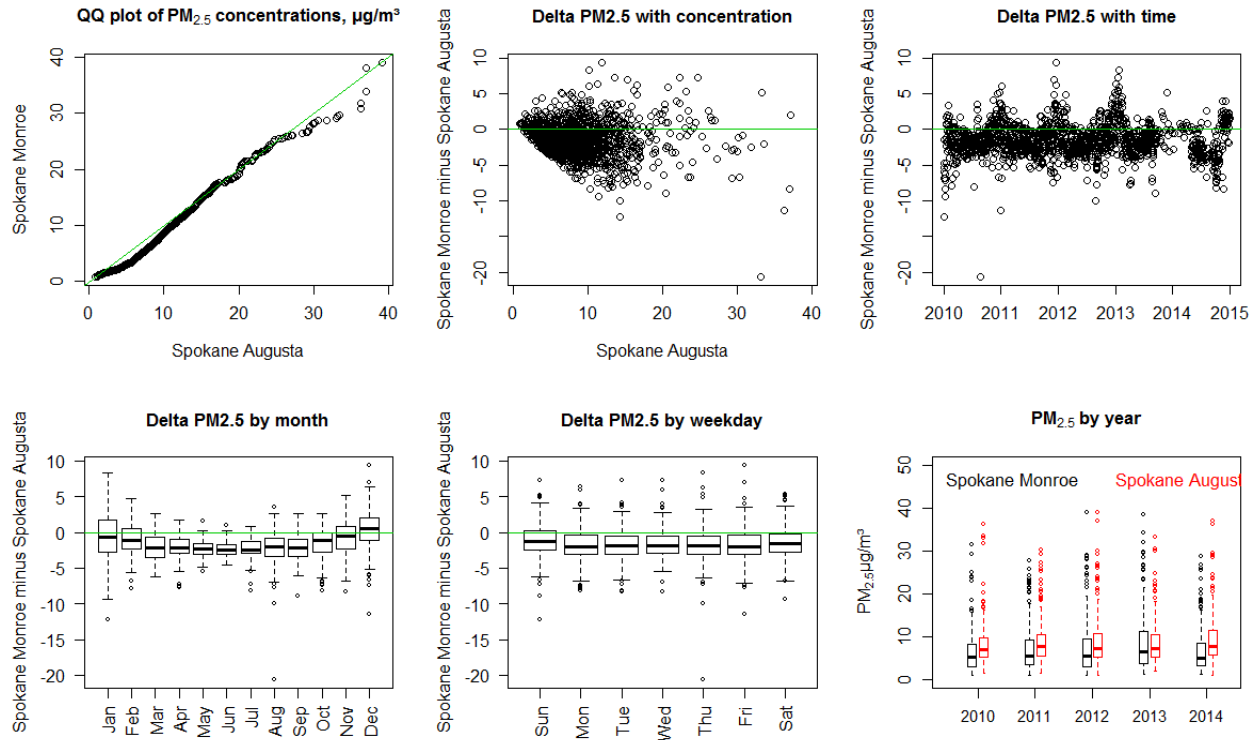 QQ plot of PM2.5 concentrations, µg/m³
Spokane Monroe
40
30
20
10
0
0 10 20 30 40
Spokane Augusta
Delta PM2.5 with concentration
Spokane Monroe minus Spokane Augusta
10
5
0
-5
-10
-20
0 10 20 30 40
Spokane Augusta
Delta PM2.5 with time
Spokane Monroe minus Spokane Augusta
10
5
0
-5
-10
-20
2010 2011 2012 2013 2014 2015
Delta PM2.5 by month
Spokane Monroe minus Spokane Augusta
10
5
0
-5
-10
-15
-20
Jan Feb Mar Apr May Jun Jul Aug Sep Oct Nov Dec
Delta PM2.5 by weekday
Spokane Monroe minus Spokane Augusta
10
5
0
-5
-10
-15
-20
Sun Mon Tue Wed Thu Fri Sat
PM2.5 by year
PM2.5µg/m³
50
40
30
20
10
0
Spokane Monroe Spokane August
2010 2011 2012 2013 2014